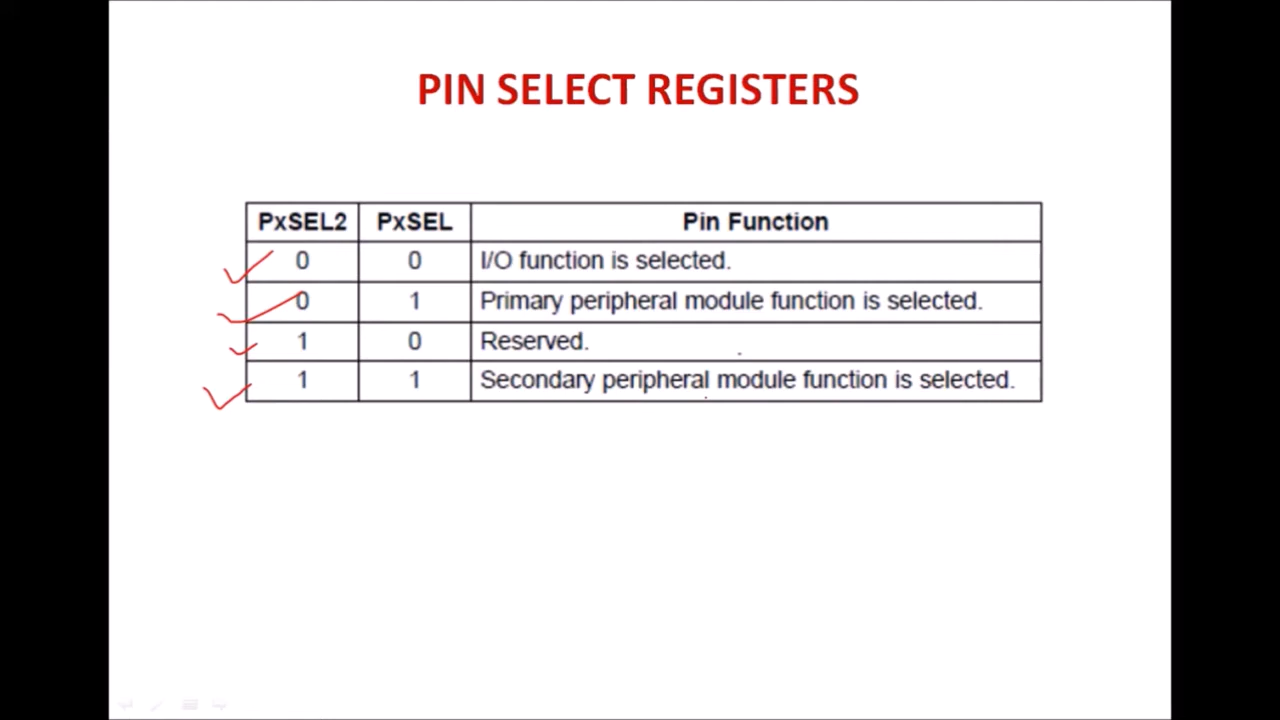 PIN SELECT REGISTERS
PxSEL2 PxSEL Pin Function
0 0 I/O function is selected.
0 1 Primary peripheral module function is selected.
1 0 Reserved.
1 1 Secondary peripheral module function is selected.